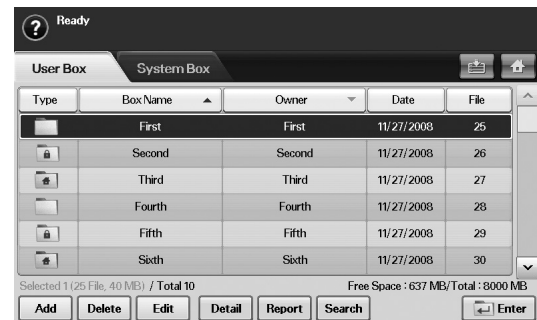 ? Ready
User Box System Box
Type Box Name Owner Date File
First First 11/27/2008 25
Second Second 11/27/2008 26
Third Third 11/27/2008 27
Fourth Fourth 11/27/2008 28
Fifth Fifth 11/27/2008 29
Sixth Sixth 11/27/2008 30
Selected 1 (25 File, 40 MB) / Total 10 Free Space : 637 MB/Total : 8000 MB
Add Delete Edit Detail Report Search Enter